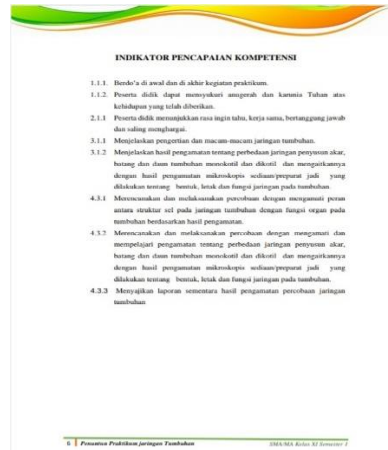 INDIKATOR PENCAPAIAN KOMPETENSI
1.1.1. Berdo'a di awal dan di akhir kegiatan praktikum.
1.1.2. Peserta didik dapat mensyukuri anugerah dan karunia Tuhan atas
kehidupan yang telah diberikan.
2.1.1 Peserta didik menunjukkan rasa ingin tahu, kerja sama, bertanggung jawab
dan saling menghargai.
3.1.1 Menjelaskan pengertian dan macam-macam jaringan tumbuhan.
3.1.2 Menjelaskan hasil pengamatan tentang perbedaan jaringan penyusun akar,
batang dan daun tumbuhan monokotil dan dikotil dan mengaitkannya
dengan hasil pengamatan mikroskopis sediaan/preparat jadi yang
dilakukan tentang bentuk, letak dan fungsi jaringan pada tumbuhan.
4.3.1 Merencanakan dan melaksanakan percobaan dengan mengamati peran
antara struktur sel pada jaringan tumbuhan dengan fungsi organ pada
tumbuhan berdasarkan hasil pengamatan.
4.3.2 Merencanakan dan melaksanakan percobaan dengan mengamati dan
mempelajari pengamatan tentang perbedaan jaringan penyusun akar,
batang dan daun tumbuhan monokotil dan dikotil dan mengaitkannya
dengan hasil pengamatan mikroskopis sediaan/preparat jadi yang
dilakukan tentang bentuk, letak dan fungsi jaringan pada tumbuhan.
4.3.3 Menyajikan laporan sementara hasil pengamatan percobaan jaringan
tumbuhan
6 Penuntun Praktikum jaringan Tumbuhan SMA/MA Kelas XI Semester 1